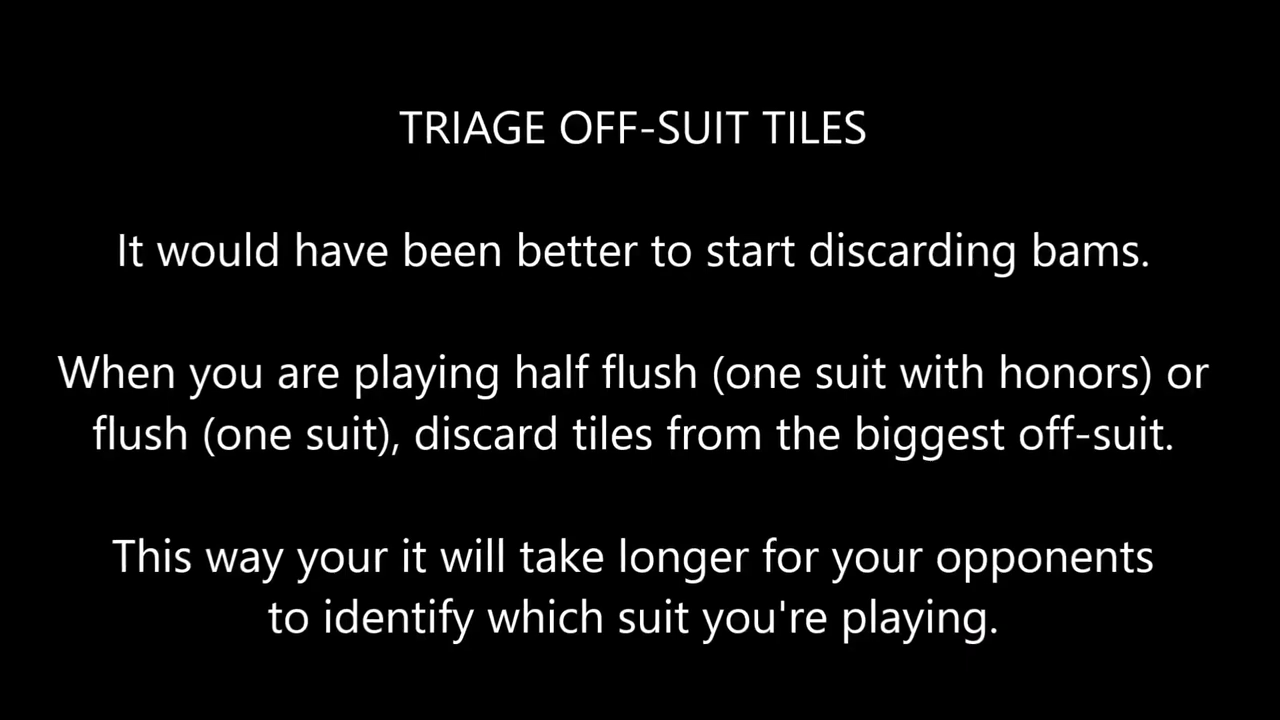 TRIAGE OFF-SUIT TILES
It would have been better to start discarding bams.
When you are playing half flush (one suit with honors) or
flush (one suit), discard tiles from the biggest off-suit.
This way your it will take longer for your opponents
to identify which suit you're playing.